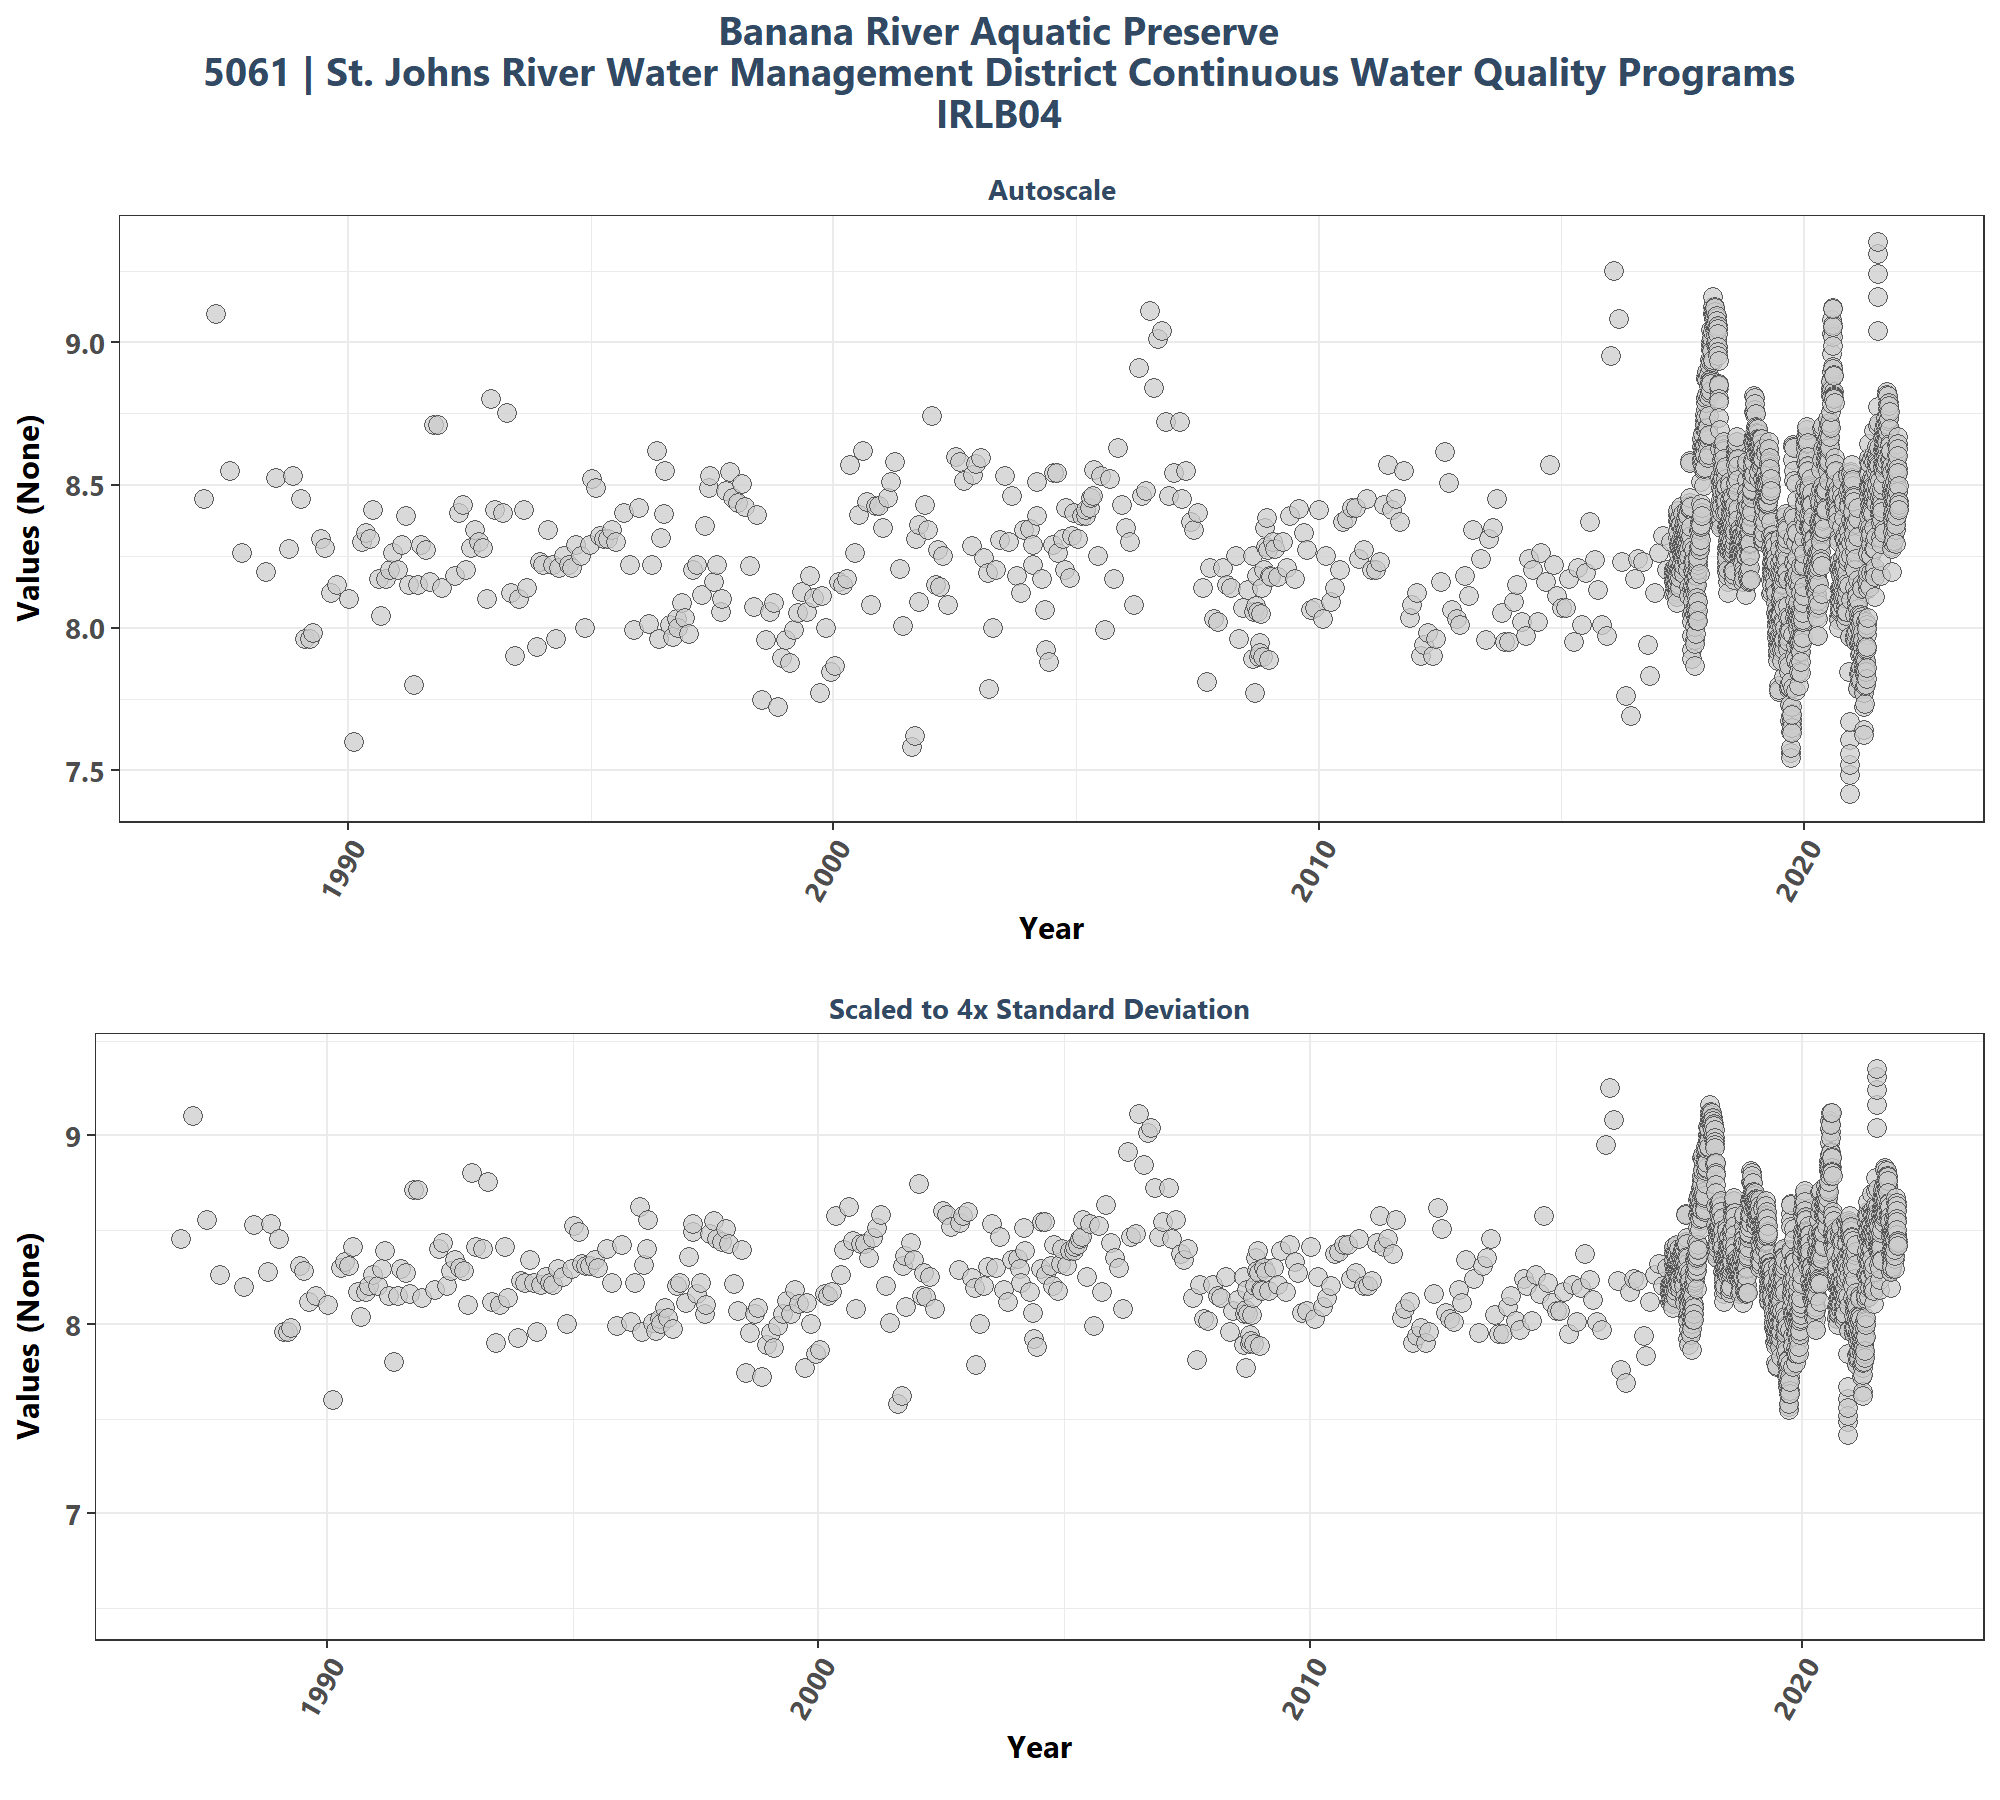 Banana River Aquatic Preserve
5061 | St. Johns River Water Management District Continuous Water Quality Programs
IRLB04
Autoscale
Values (None)
9.0
8.5
8.0
7.5
1990
2000
2010
2020
Year
Scaled to 4x Standard Deviation
Values (None)
9
8
7
1990
2000
2010
2020
Year